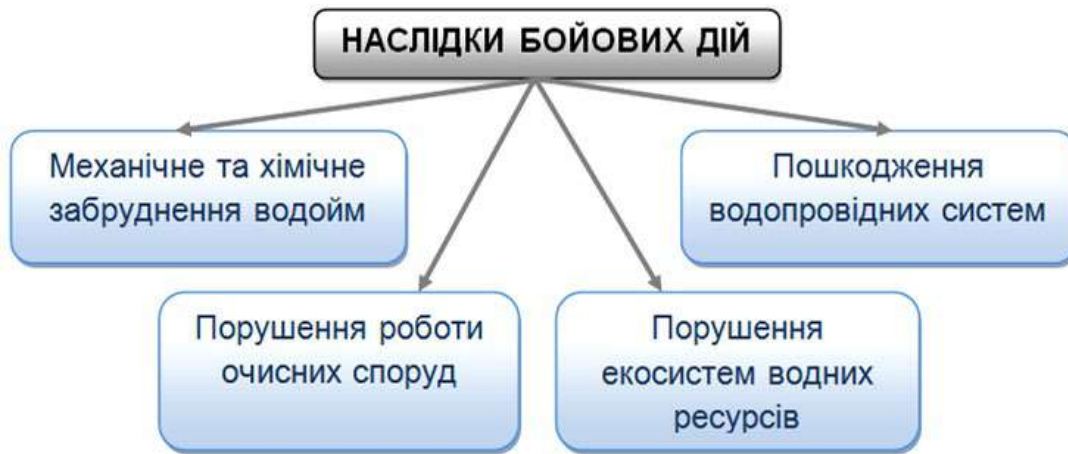 НАСЛІДКИ БОЙОВИХ ДІЙ
Механічне та хімічне
забруднення водойм
Пошкодження
водопровідних систем
Порушення роботи
очисних споруд
Порушення
екосистем водних
ресурсів